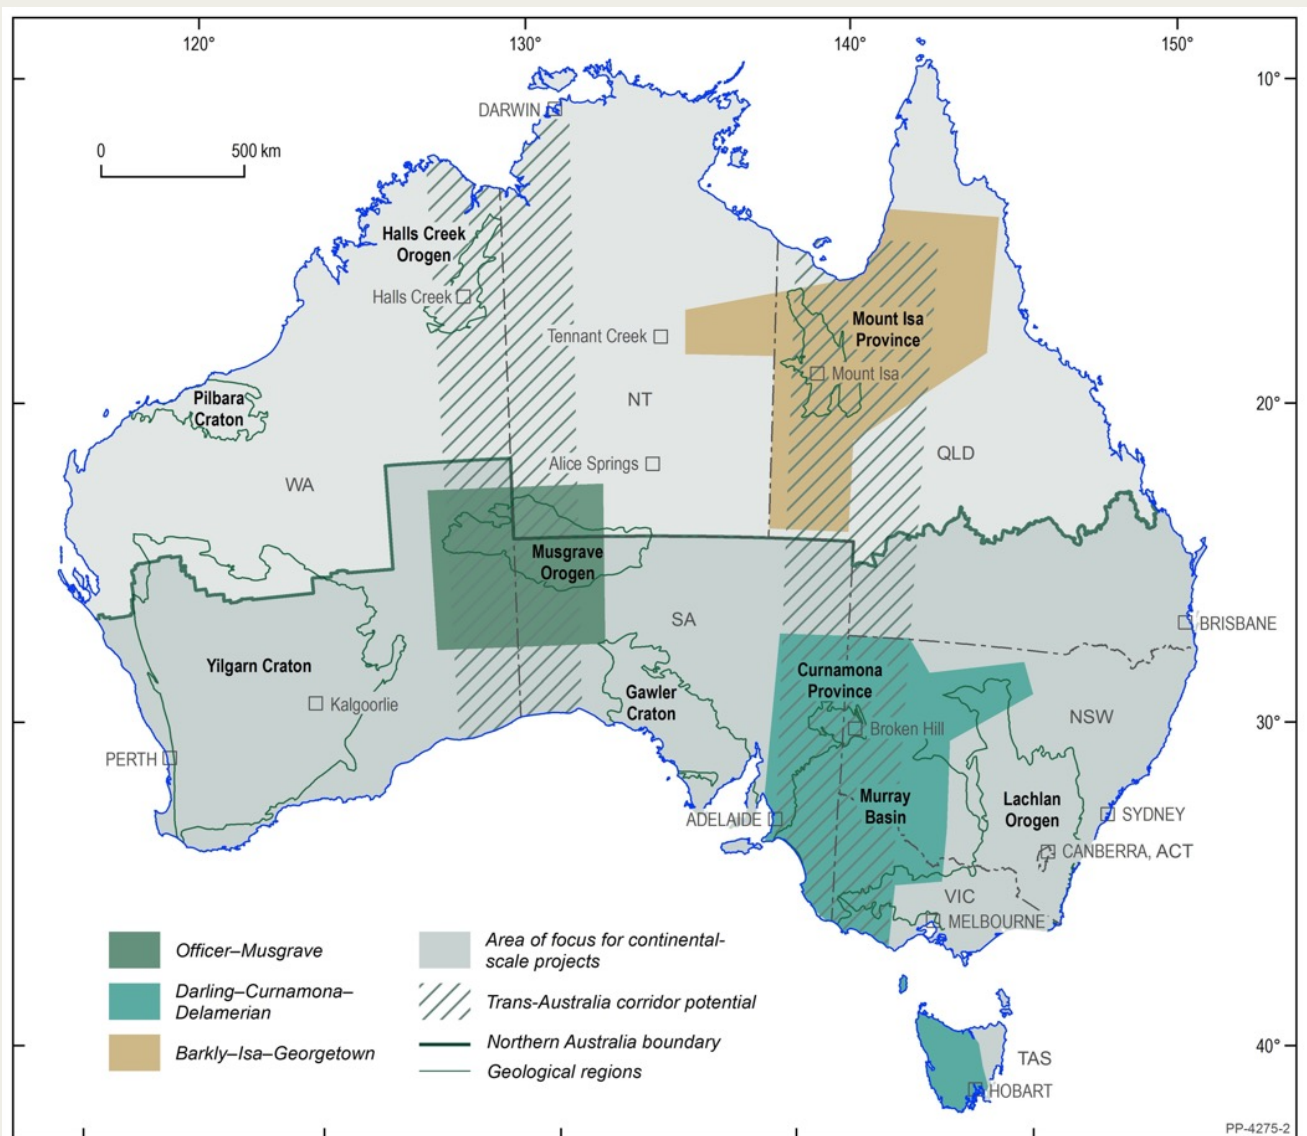 120°
130°
140°
150°
10°
20°
30°
40°
0
500 km
DARWIN
Halls Creek
Orogen
Halls Creek
Tennant Creek
Mount Isa
Province
Mount Isa
Pilbara
Craton
NT
WA
Alice Springs
QLD
Musgrave
Orogen
SA
BRISBANE
Yilgarn Craton
Kalgoorlie
Gawler
Craton
Curnamona
Province
Broken Hill
NSW
PERTH
ADELAIDE
Murray
Basin
Lachlan
Orogen
SYDNEY
CANBERRA, ACT
VIC
MELBOURNE
TAS
HOBART
Officer–Musgrave
Darling–Curnamona–
Delamerian
Barkly–Isa–Georgetown
Area of focus for continental-
scale projects
Trans-Australia corridor potential
Northern Australia boundary
Geological regions
PP-4275-2